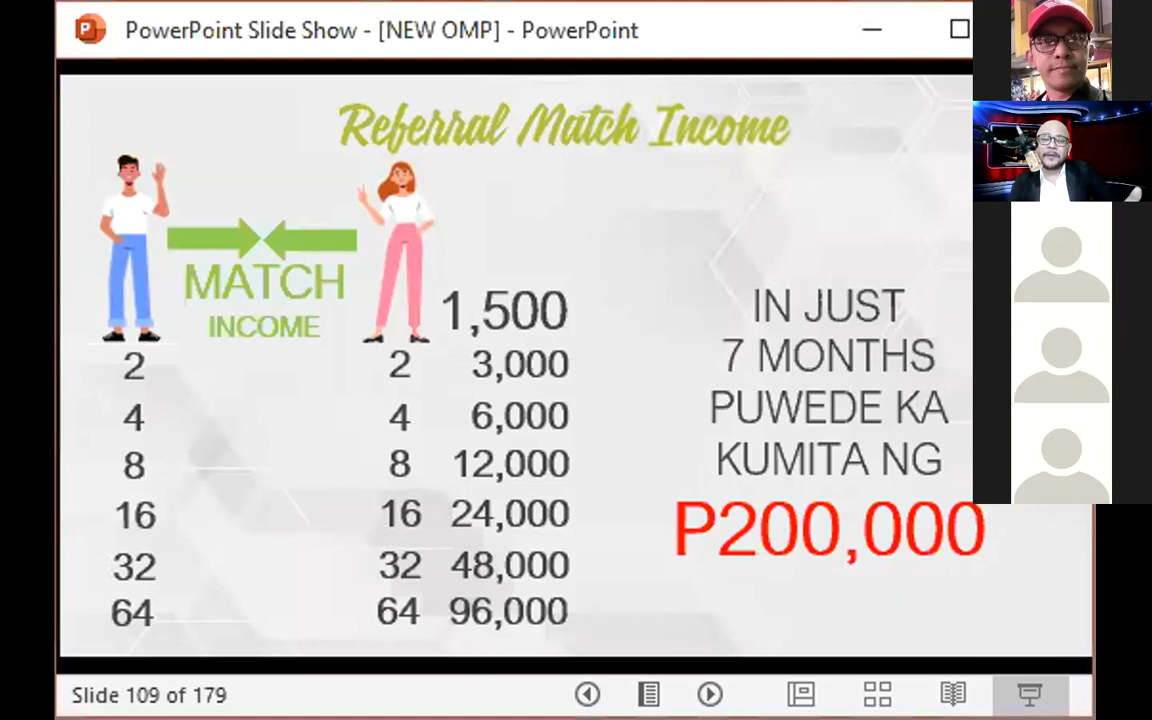 PowerPoint Slide Show - [NEW OMP] - PowerPoint
Referral Match Income
MATCH
INCOME
1,500
2 2 3,000
4 4 6,000
8 8 12,000
16 16 24,000
32 32 48,000
64 64 96,000
IN JUST
7 MONTHS
PUWEDE KA
KUMITA NG
P200,000
Slide 109 of 179